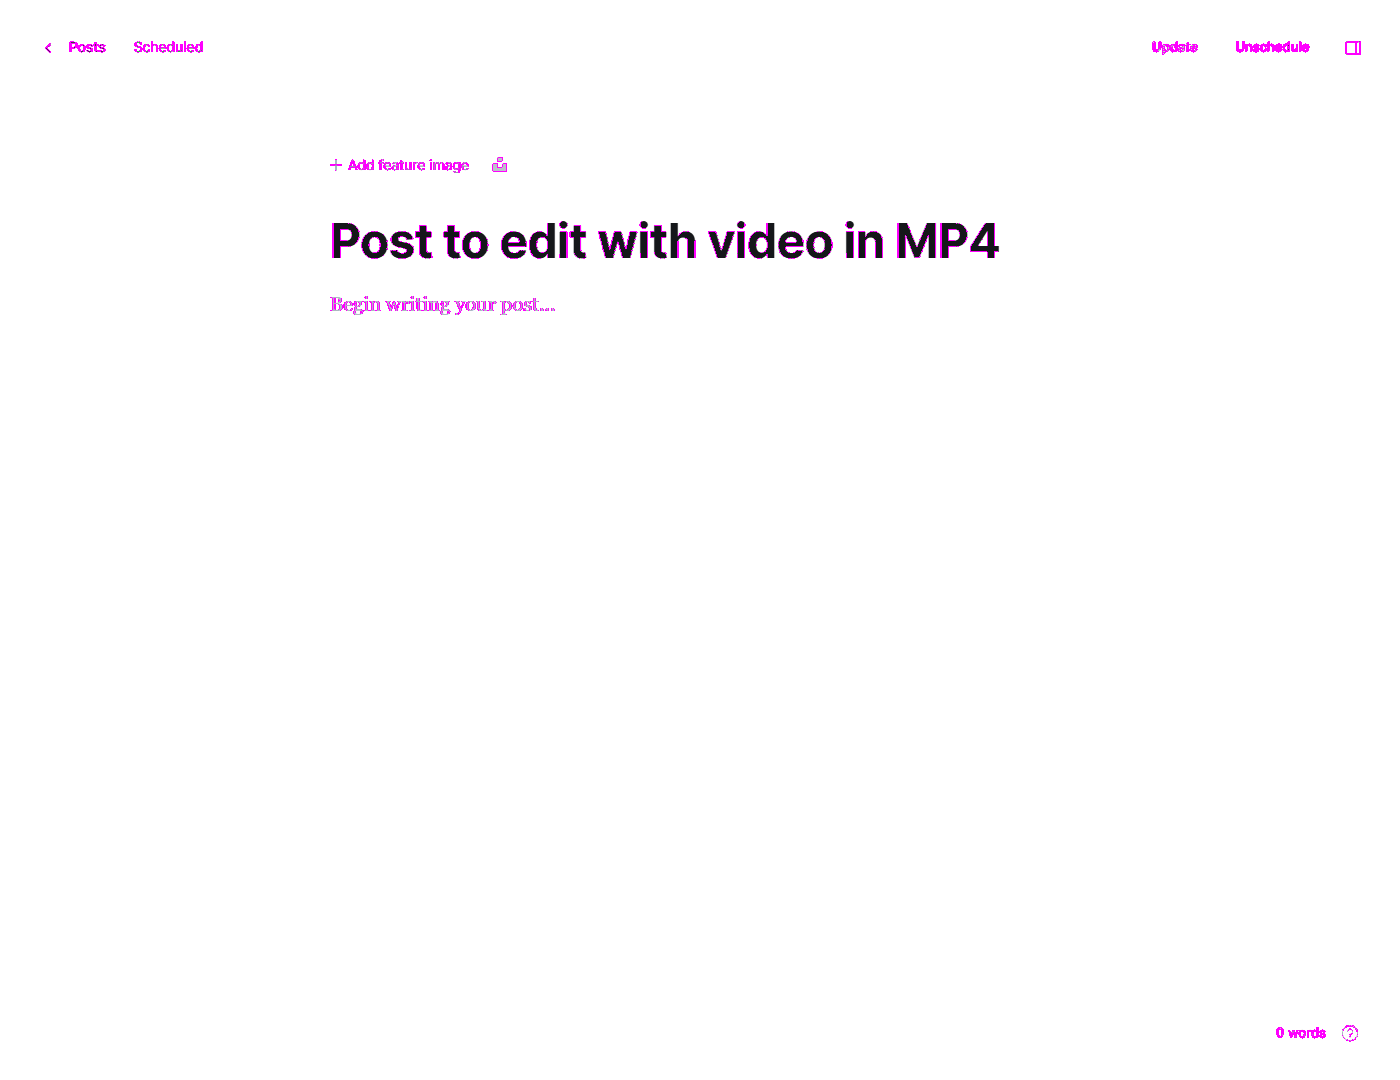 Posts Scheduled Update Unschedule
Add feature image
Post to edit with video in MP4
Begin writing your post...
0 words